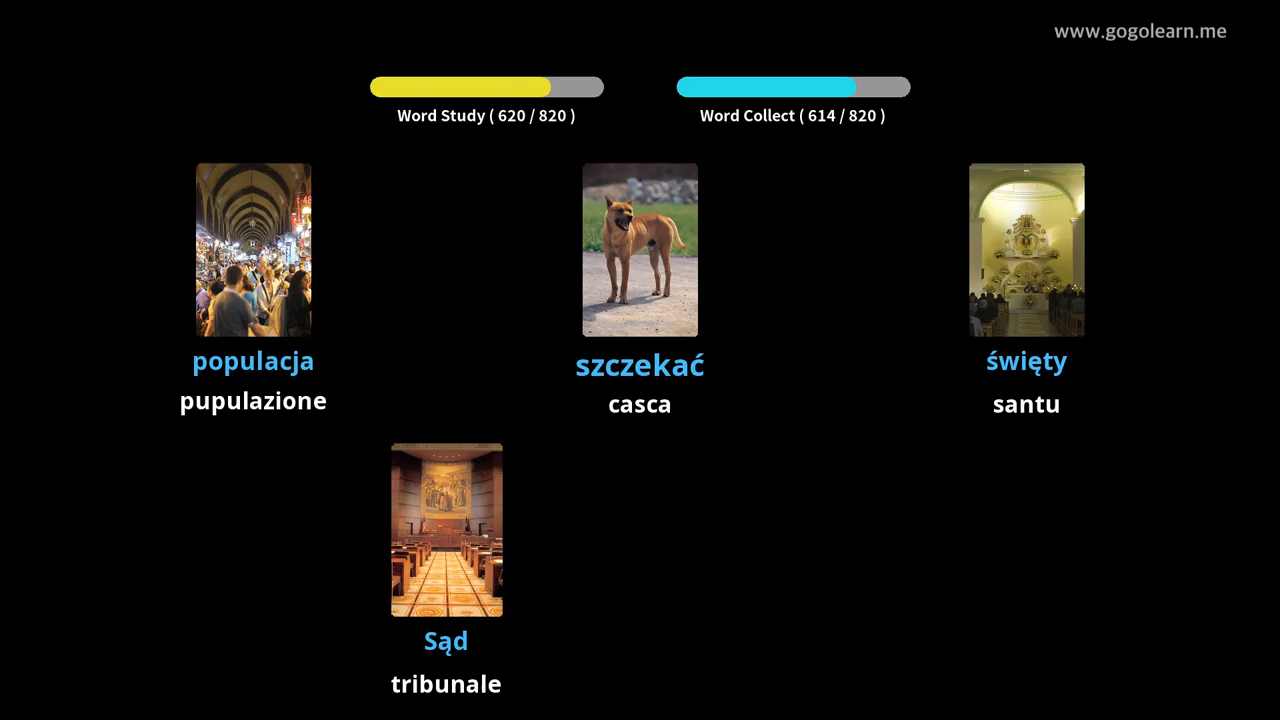 www.gogolearn.me
Word Study ( 620 / 820 )
Word Collect ( 614 / 820 )
populacja
pupulazione
szczekać
casca
święty
santu
Sąd
tribunale